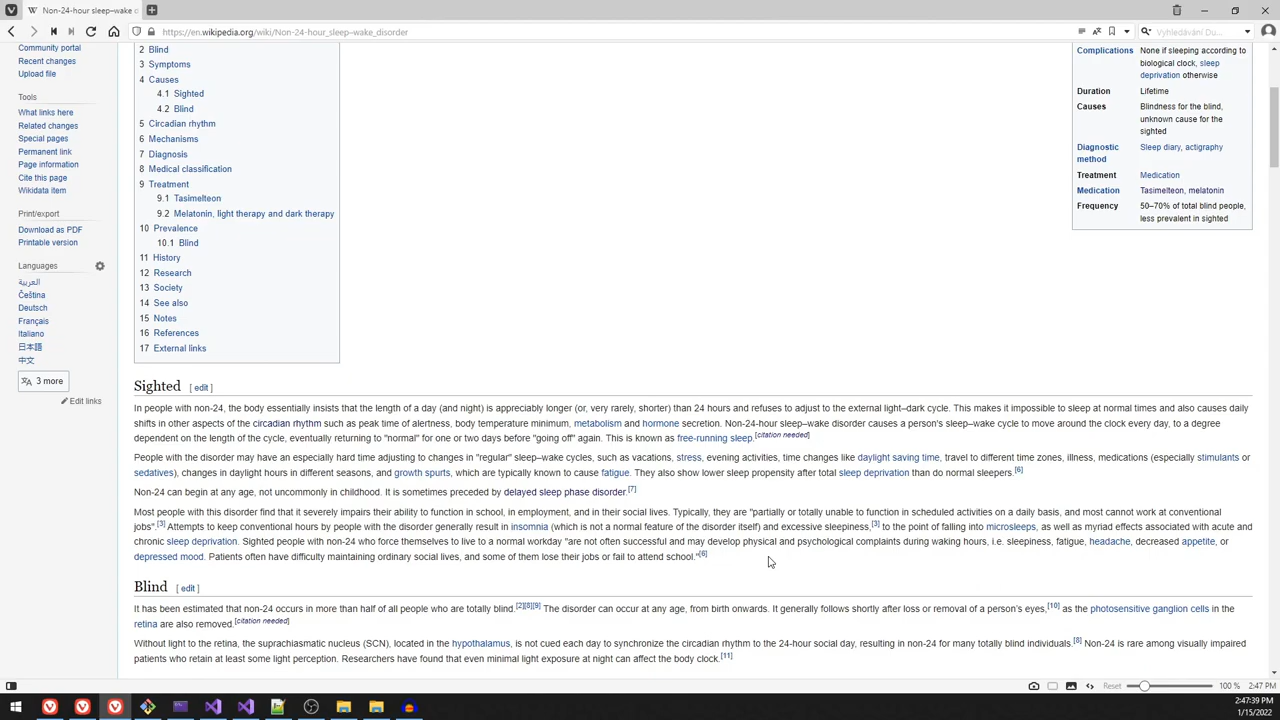 Non-24-hour sleep–wake d
https://en.wikipedia.org/wiki/Non-24-hour_sleep–wake_disorder
Vyhledávání Du...
Community portal
Recent changes
Upload file
Tools
What links here
Related changes
Special pages
Permanent link
Page information
Cite this page
Wikidata item
Print/export
Download as PDF
Printable version
Languages
العربية
Čeština
Deutsch
Français
Italiano
日本語
中文
3 more
Edit links
2 Blind
3 Symptoms
4 Causes
4.1 Sighted
4.2 Blind
5 Circadian rhythm
6 Mechanisms
7 Diagnosis
8 Medical classification
9 Treatment
9.1 Tasimelteon
9.2 Melatonin, light therapy and dark therapy
10 Prevalence
10.1 Blind
11 History
12 Research
13 Society
14 See also
15 Notes
16 References
17 External links
Complications None if sleeping according to
biological clock, sleep
deprivation otherwise
Duration Lifetime
Causes Blindness for the blind,
unknown cause for the
sighted
Diagnostic Sleep diary, actigraphy
method
Treatment Medication
Medication Tasimelteon, melatonin
Frequency 50–70% of total blind people,
less prevalent in sighted
Sighted [ edit ]
In people with non-24, the body essentially insists that the length of a day (and night) is appreciably longer (or, very rarely, shorter) than 24 hours and refuses to adjust to the external light–dark cycle. This makes it impossible to sleep at normal times and also causes daily
shifts in other aspects of the circadian rhythm such as peak time of alertness, body temperature minimum, metabolism and hormone secretion. Non-24-hour sleep–wake disorder causes a person's sleep–wake cycle to move around the clock every day, to a degree
dependent on the length of the cycle, eventually returning to "normal" for one or two days before "going off" again. This is known as free-running sleep.[citation needed]
People with the disorder may have an especially hard time adjusting to changes in "regular" sleep–wake cycles, such as vacations, stress, evening activities, time changes like daylight saving time, travel to different time zones, illness, medications (especially stimulants or
sedatives), changes in daylight hours in different seasons, and growth spurts, which are typically known to cause fatigue. They also show lower sleep propensity after total sleep deprivation than do normal sleepers.[6]
Non-24 can begin at any age, not uncommonly in childhood. It is sometimes preceded by delayed sleep phase disorder.[7]
Most people with this disorder find that it severely impairs their ability to function in school, in employment, and in their social lives. Typically, they are "partially or totally unable to function in scheduled activities on a daily basis, and most cannot work at conventional
jobs".[3] Attempts to keep conventional hours by people with the disorder generally result in insomnia (which is not a normal feature of the disorder itself) and excessive sleepiness,[3] to the point of falling into microsleeps, as well as myriad effects associated with acute and
chronic sleep deprivation. Sighted people with non-24 who force themselves to live to a normal workday "are not often successful and may develop physical and psychological complaints during waking hours, i.e. sleepiness, fatigue, headache, decreased appetite, or
depressed mood. Patients often have difficulty maintaining ordinary social lives, and some of them lose their jobs or fail to attend school."[6]
Blind [ edit ]
It has been estimated that non-24 occurs in more than half of all people who are totally blind.[2][8][9] The disorder can occur at any age, from birth onwards. It generally follows shortly after loss or removal of a person's eyes,[10] as the photosensitive ganglion cells in the
retina are also removed.[citation needed]
Without light to the retina, the suprachiasmatic nucleus (SCN), located in the hypothalamus, is not cued each day to synchronize the circadian rhythm to the 24-hour social day, resulting in non-24 for many totally blind individuals.[8] Non-24 is rare among visually impaired
patients who retain at least some light perception. Researchers have found that even minimal light exposure at night can affect the body clock.[11]
Reset 100 % 2:47 PM
2:47:39 PM
1/15/2022